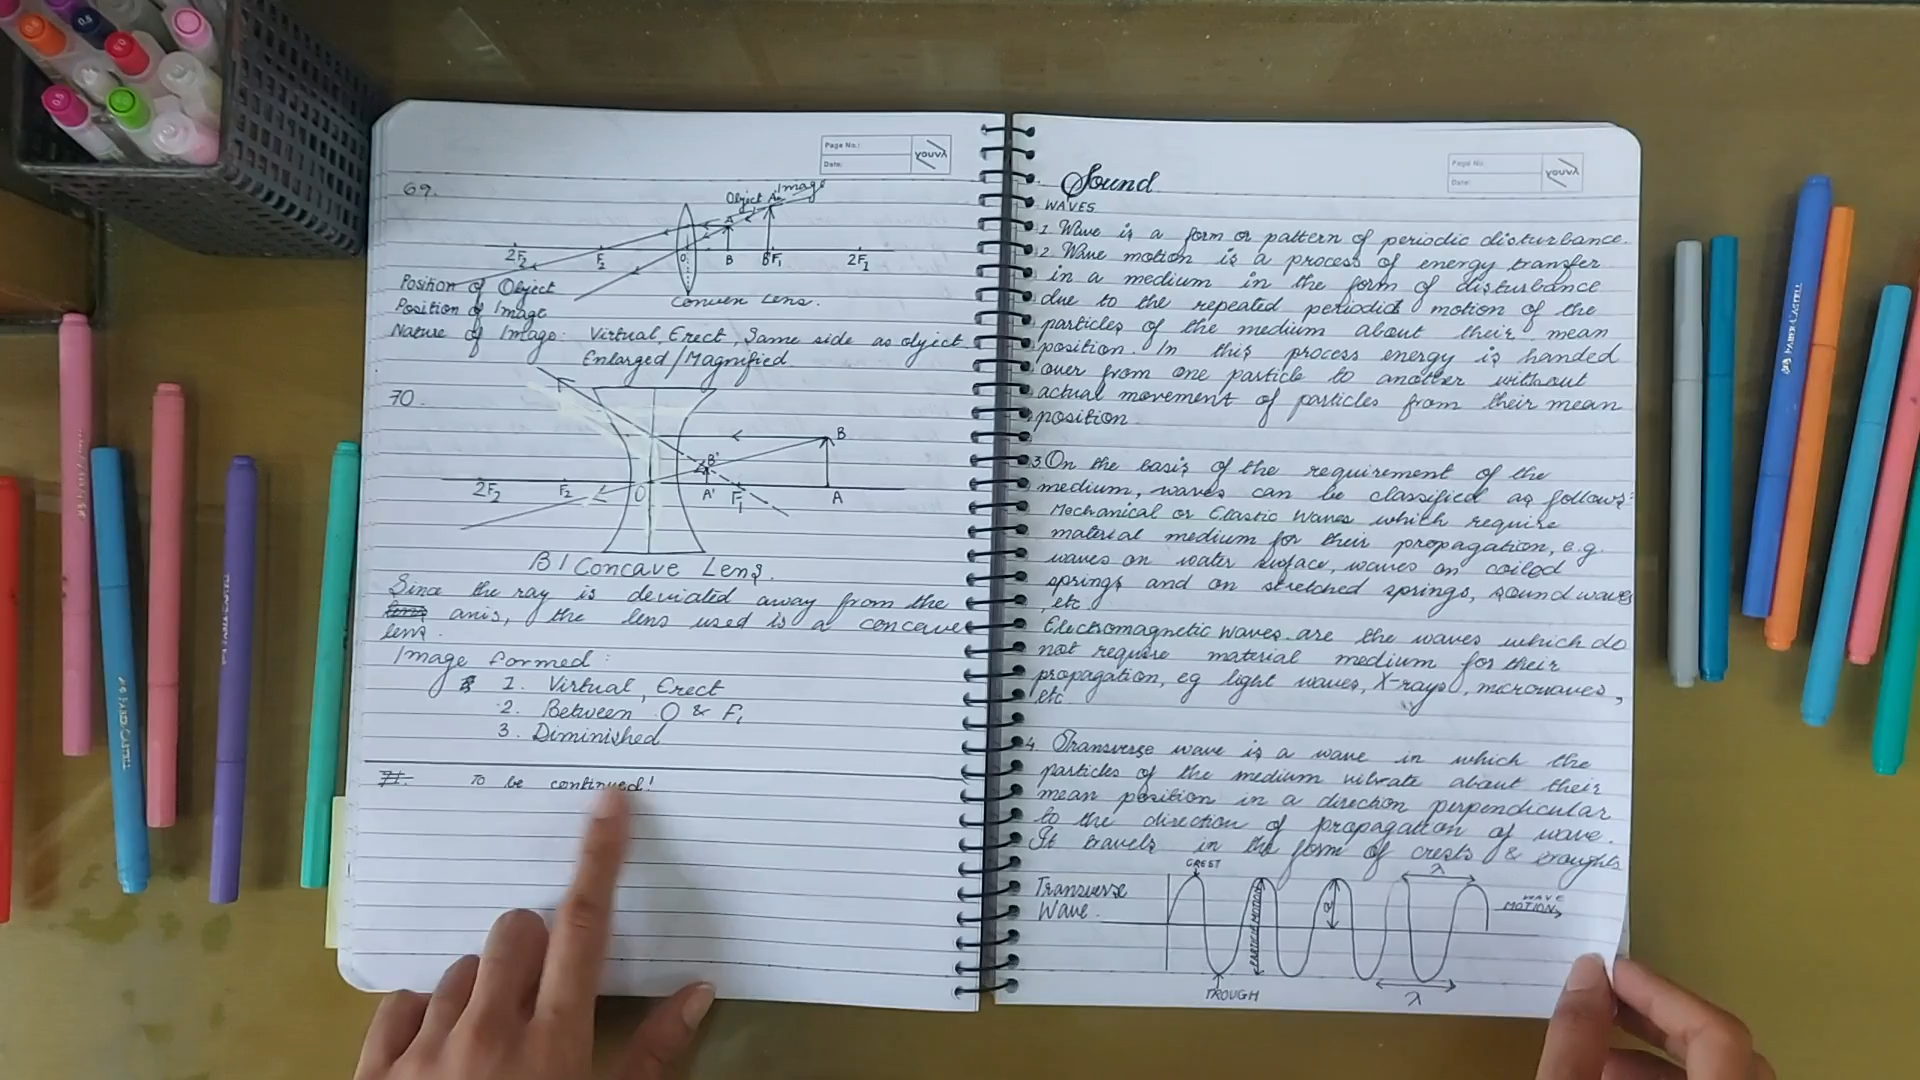 Page No.:
Date:
Youva
69.
Object A Image
A'
2F2 F2 O B B' F1 2F1
Convex Lens.
Position of Object
Position of Image
Nature of Image: Virtual, Erect, Same side as object
Enlarged/Magnified
70.
B
B'
2F2 F2 O A' F1 A
B1 Concave Lens.
Since the ray is derviated away from the
axis, the lens used is a concave
lens.
Image formed:
1. Virtual, Erect
2. Between O & F1
3. Diminished
71. To be continued!
Page No.
Date:
Youva
Sound
WAVES
1. Wave is a form or pattern of periodic disturbance.
2. Wave motion is a process of energy transfer
in a medium in the form of disturbance
due to the repeated periodic motion of the
particles of the medium about their mean
position. In this process energy is handed
over from one particle to another without
actual movement of particles from their mean
position.
3. On the basis of the requirement of the
medium, waves can be classified as follows:
Mechanical or Elastic Waves which require
material medium for their propagation, e.g.
waves on water surface, waves on coiled
springs and on stretched springs, sound waves
, etc.
Electromagnetic waves are the waves which do
not require material medium for their
propagation, eg light waves, X-rays, microwaves,
etc.
4. Transverse wave is a wave in which the
particles of the medium vibrate about their
mean position in a direction perpendicular
to the direction of propagation of wave.
It travels in the form of crests & troughts
CREST
Transverse
Wave.
PARTICLE MOTION
a
λ
WAVE
MOTION
TROUGH
λ